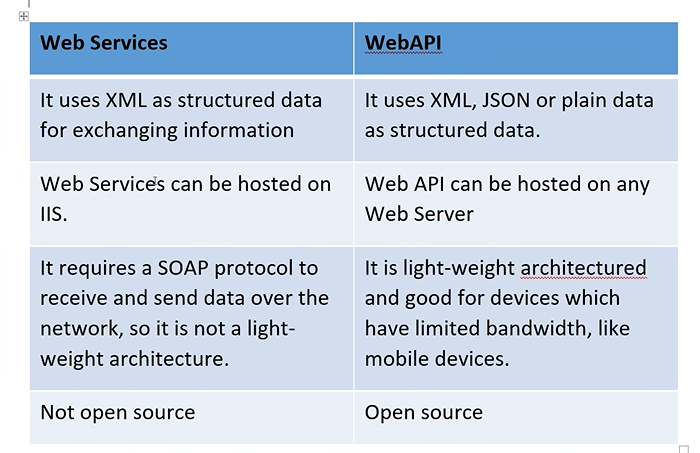 Web Services
WebAPI
It uses XML as structured data
for exchanging information
It uses XML, JSON or plain data
as structured data.
Web Services can be hosted on
IIS.
Web API can be hosted on any
Web Server
It requires a SOAP protocol to
receive and send data over the
network, so it is not a light-
weight architecture.
It is light-weight architectured
and good for devices which
have limited bandwidth, like
mobile devices.
Not open source
Open source